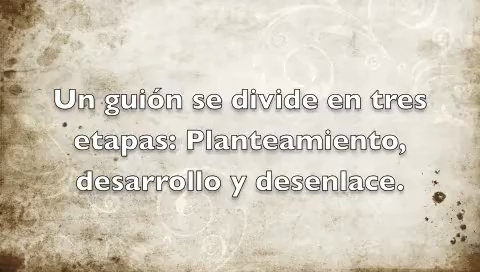 Un guión se divide en tres
etapas: Planteamiento,
desarrollo y desenlace.